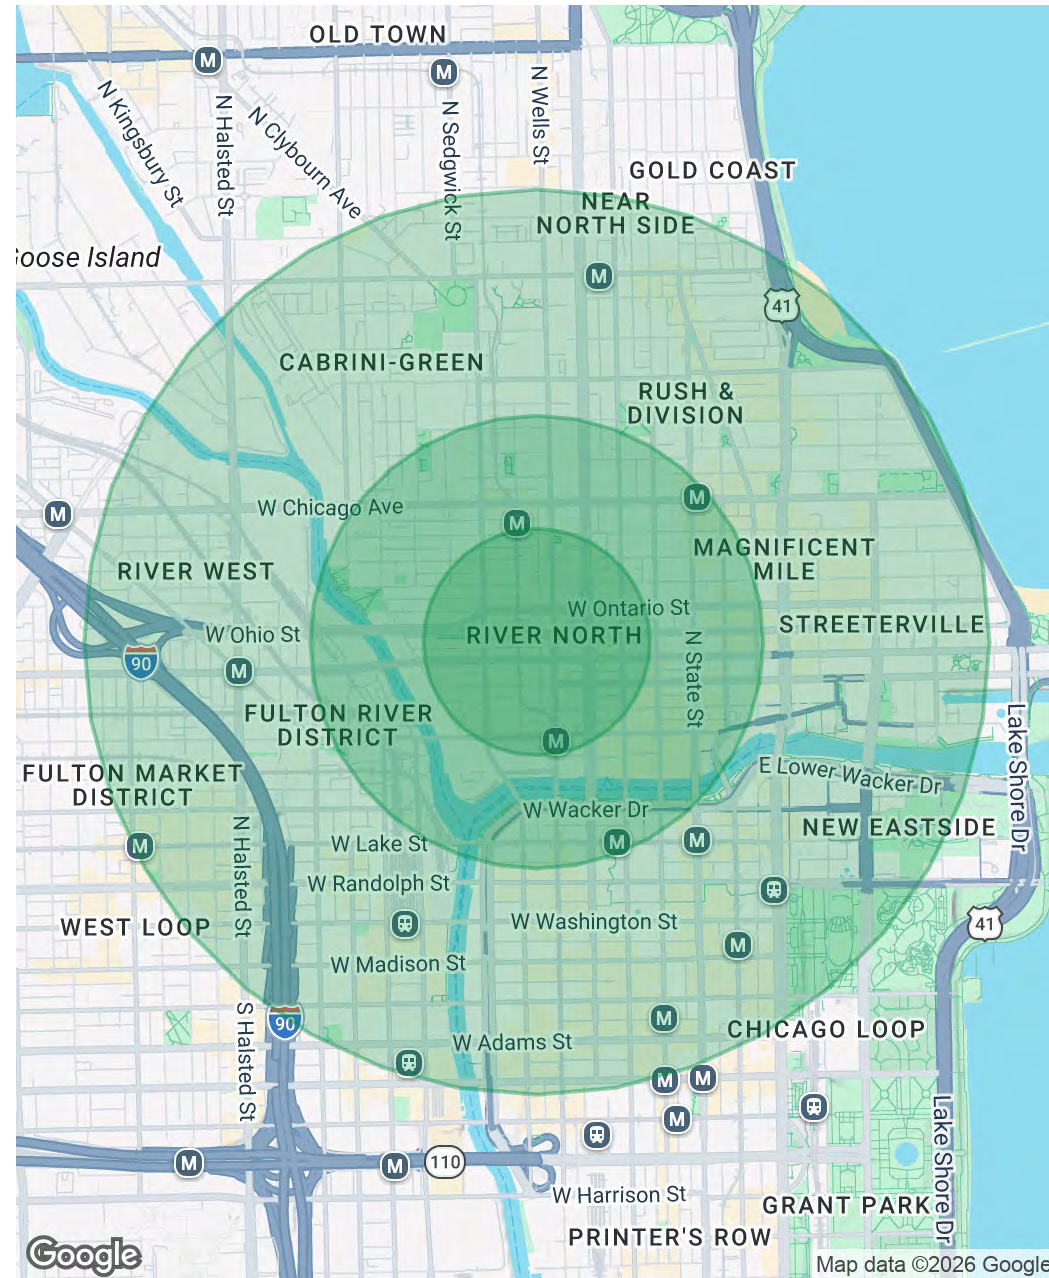 OLD TOWN
M
M
N Kingsbury St
N Halsted St
N Clybourn Ave
N Sedgwick St
N Wells St
GOLD COAST
NEAR
NORTH SIDE
oose Island
M
41
CABRINI-GREEN
RUSH &
DIVISION
M
W Chicago Ave
M
M
MAGNIFICENT
MILE
RIVER WEST
W Ontario St
RIVER NORTH
STREETERVILLE
W Ohio St
90
M
N State St
FULTON RIVER
DISTRICT
M
Lake Shore Dr
FULTON MARKET
DISTRICT
E Lower Wacker Dr
W Wacker Dr
NEW EASTSIDE
N Halsted St
M
W Lake St
M
M
W Randolph St
WEST LOOP
W Washington St
41
M
W Madison St
S Halsted St
90
M
CHICAGO LOOP
W Adams St
M
M
M
Lake Shore Dr
M
M
110
W Harrison St
GRANT PARK
PRINTER'S ROW
Google
Map data ©2026 Google